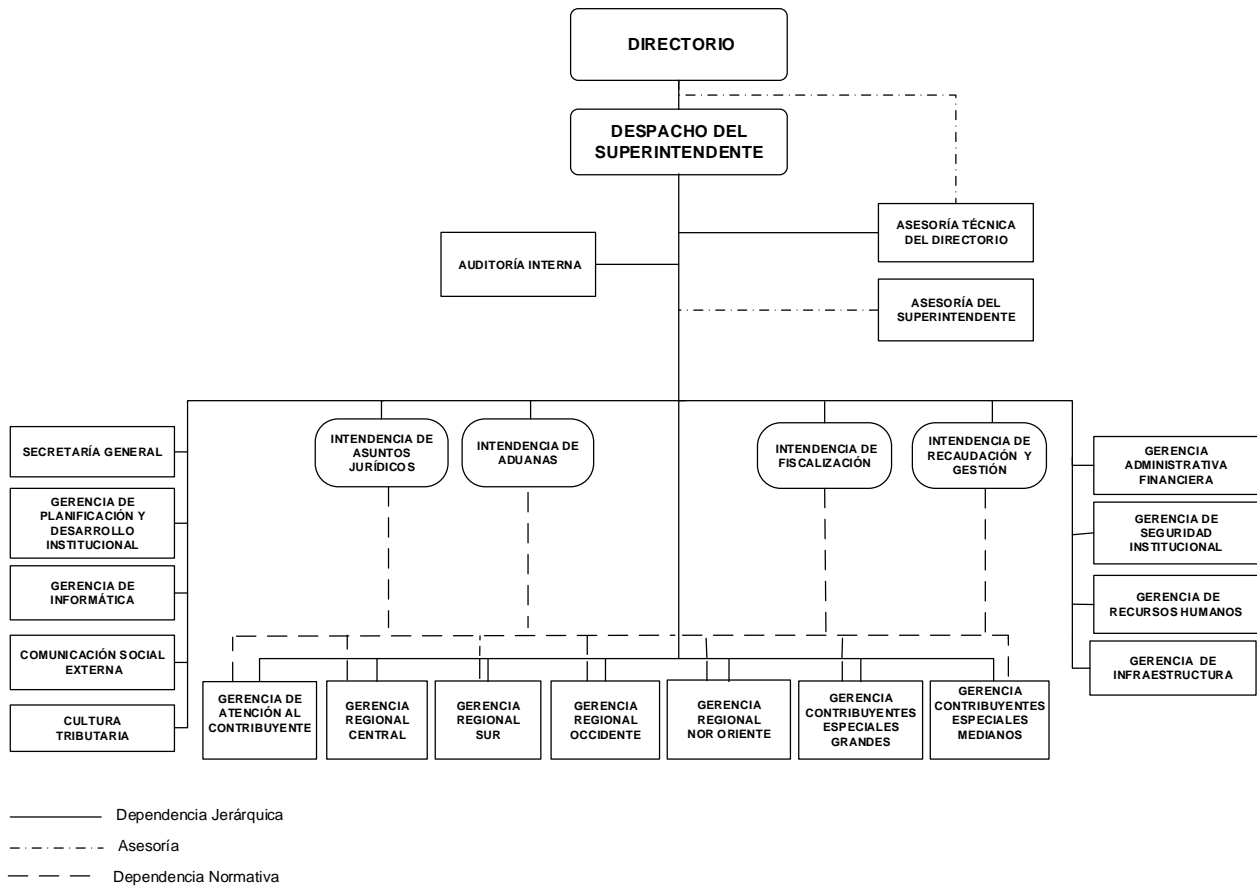 DIRECTORIO
DESPACHO DEL
SUPERINTENDENTE
ASESORÍA TÉCNICA
DEL DIRECTORIO
AUDITORÍA INTERNA
ASESORÍA DEL
SUPERINTENDENTE
SECRETARÍA GENERAL
GERENCIA DE
PLANIFICACIÓN Y
DESARROLLO
INSTITUCIONAL
GERENCIA DE
INFORMÁTICA
COMUNICACIÓN SOCIAL
EXTERNA
CULTURA
TRIBUTARIA
INTENDENCIA DE
ASUNTOS
JURÍDICOS
INTENDENCIA DE
ADUANAS
INTENDENCIA DE
FISCALIZACIÓN
INTENDENCIA DE
RECAUDACIÓN Y
GESTIÓN
GERENCIA
ADMINISTRATIVA
FINANCIERA
GERENCIA DE
SEGURIDAD
INSTITUCIONAL
GERENCIA DE
RECURSOS HUMANOS
GERENCIA DE
INFRAESTRUCTURA
GERENCIA DE
ATENCIÓN AL
CONTRIBUYENTE
GERENCIA
REGIONAL
CENTRAL
GERENCIA
REGIONAL
SUR
GERENCIA
REGIONAL
OCCIDENTE
GERENCIA
REGIONAL
NOR ORIENTE
GERENCIA
CONTRIBUYENTES
ESPECIALES
GRANDES
GERENCIA
CONTRIBUYENTES
ESPECIALES
MEDIANOS
Dependencia Jerárquica
Asesoría
Dependencia Normativa